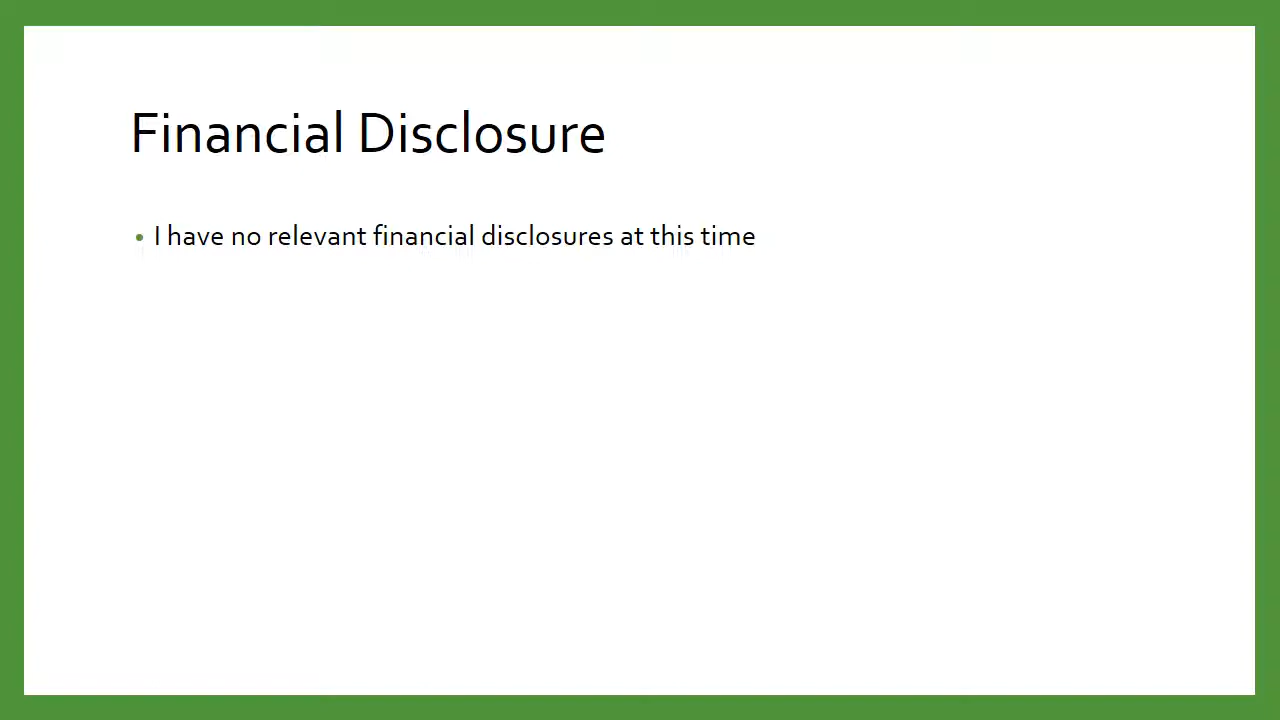 Financial Disclosure
• I have no relevant financial disclosures at this time